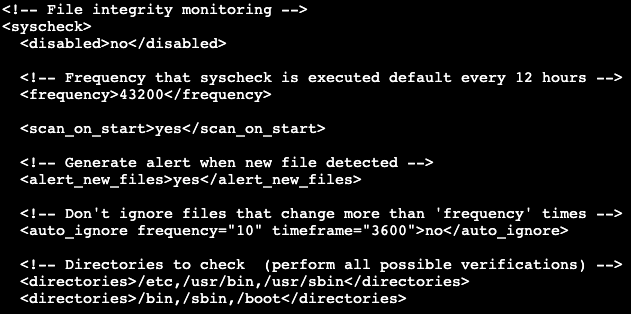 <!-- File integrity monitoring -->
<syscheck>
<disabled>no</disabled>
<!-- Frequency that syscheck is executed default every 12 hours -->
<frequency>43200</frequency>
<scan_on_start>yes</scan_on_start>
<!-- Generate alert when new file detected -->
<alert_new_files>yes</alert_new_files>
<!-- Don't ignore files that change more than 'frequency' times -->
<auto_ignore frequency="10" timeframe="3600">no</auto_ignore>
<!-- Directories to check  (perform all possible verifications) -->
<directories>/etc,/usr/bin,/usr/sbin</directories>
<directories>/bin,/sbin,/boot</directories>